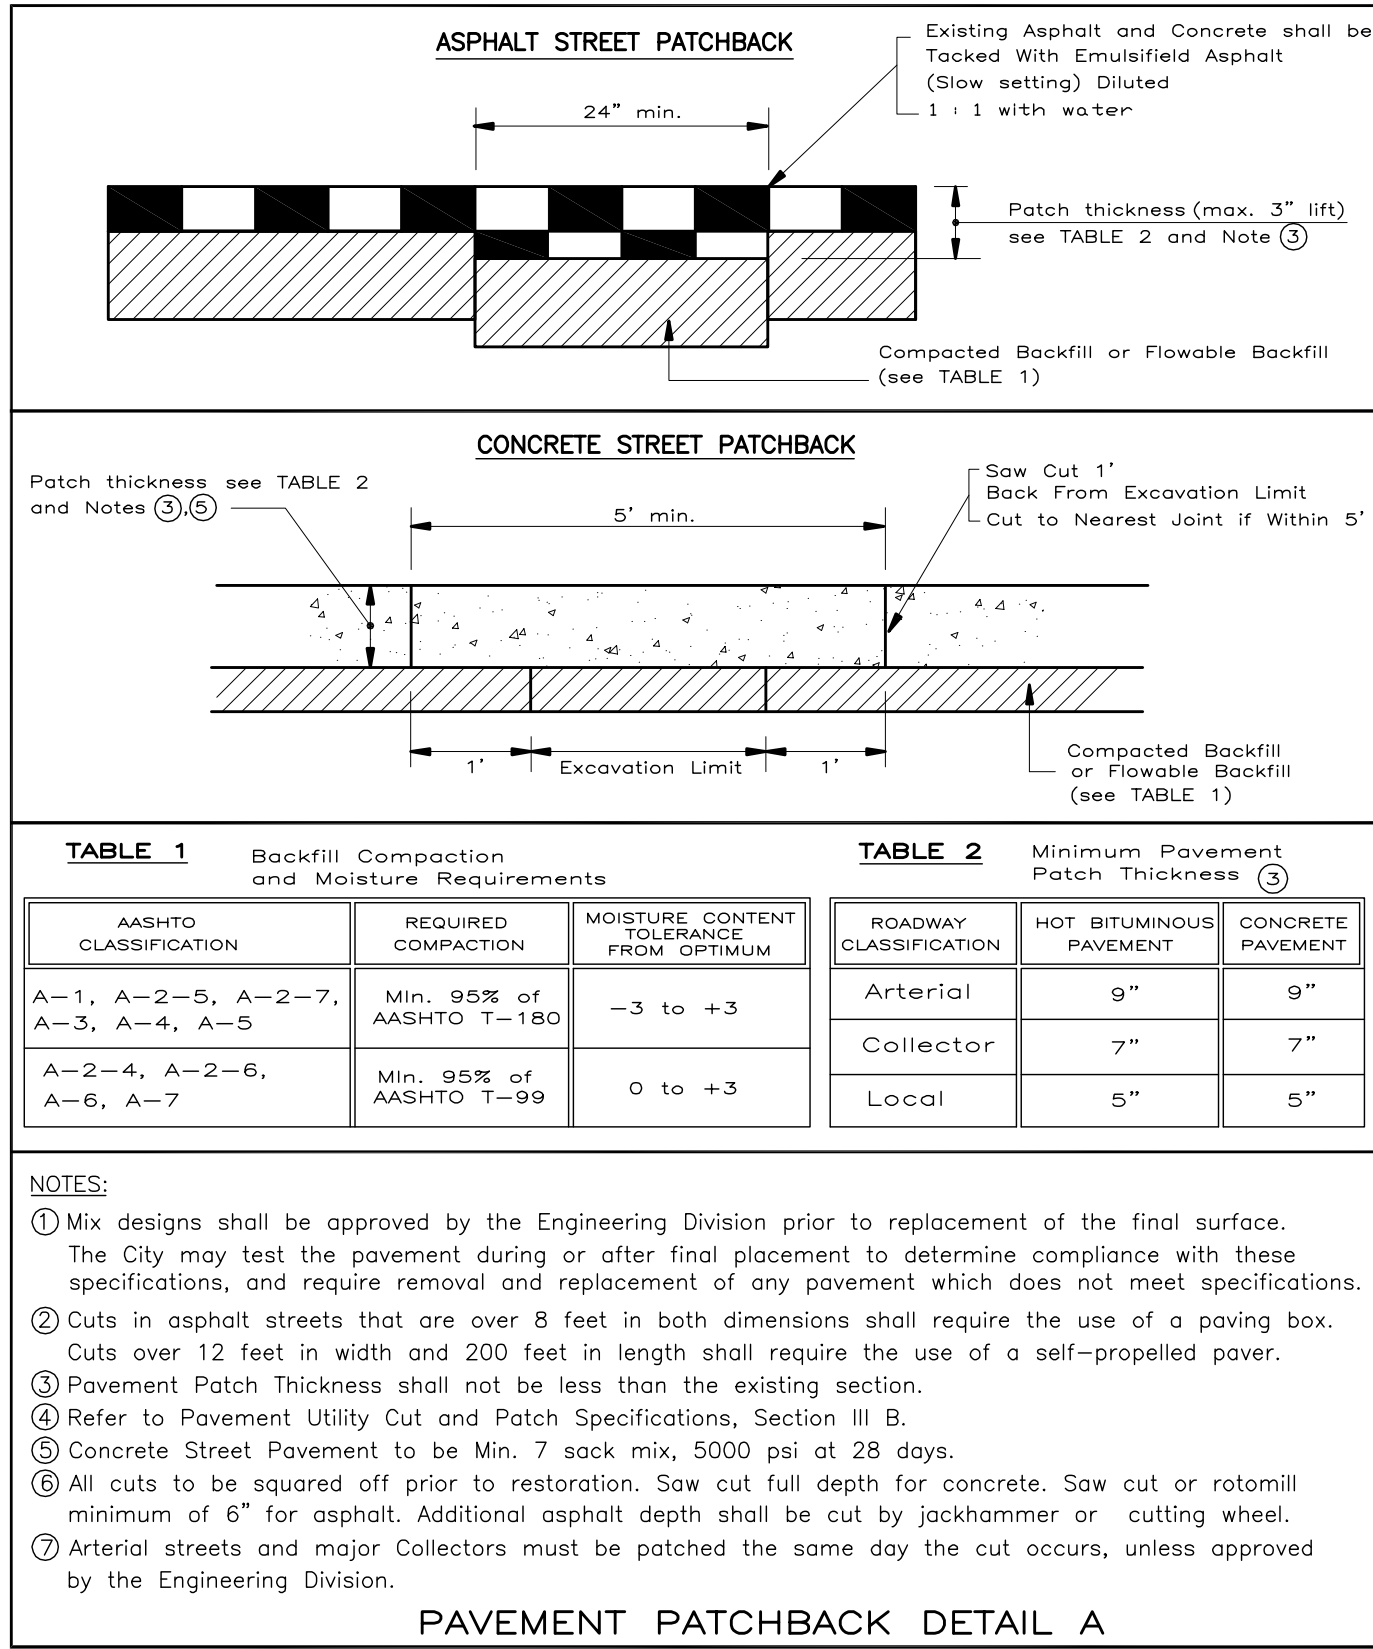 ASPHALT STREET PATCHBACK
Existing Asphalt and Concrete shall be
Tacked With Emulsifield Asphalt
(Slow setting) Diluted
1 : 1 with water
24" min.
Patch thickness (max. 3" lift)
see TABLE 2 and Note ③
Compacted Backfill or Flowable Backfill
(see TABLE 1)
CONCRETE STREET PATCHBACK
Patch thickness see TABLE 2
and Notes ③,⑤
5' min.
Saw Cut 1'
Back From Excavation Limit
Cut to Nearest Joint if Within 5'
1'
Excavation Limit
1'
Compacted Backfill
or Flowable Backfill
(see TABLE 1)
TABLE 1
Backfill Compaction
and Moisture Requirements
AASHTO
CLASSIFICATION
REQUIRED
COMPACTION
MOISTURE CONTENT
TOLERANCE
FROM OPTIMUM
A-1, A-2-5, A-2-7,
A-3, A-4, A-5
MIn. 95% of
AASHTO T-180
-3 to +3
A-2-4, A-2-6,
A-6, A-7
MIn. 95% of
AASHTO T-99
0 to +3
TABLE 2
Minimum Pavement
Patch Thickness ③
ROADWAY
CLASSIFICATION
HOT BITUMINOUS
PAVEMENT
CONCRETE
PAVEMENT
Arterial
9"
9"
Collector
7"
7"
Local
5"
5"
NOTES:
① Mix designs shall be approved by the Engineering Division prior to replacement of the final surface.
The City may test the pavement during or after final placement to determine compliance with these
specifications, and require removal and replacement of any pavement which does not meet specifications.
② Cuts in asphalt streets that are over 8 feet in both dimensions shall require the use of a paving box.
Cuts over 12 feet in width and 200 feet in length shall require the use of a self-propelled paver.
③ Pavement Patch Thickness shall not be less than the existing section.
④ Refer to Pavement Utility Cut and Patch Specifications, Section III B.
⑤ Concrete Street Pavement to be Min. 7 sack mix, 5000 psi at 28 days.
⑥ All cuts to be squared off prior to restoration. Saw cut full depth for concrete. Saw cut or rotomill
minimum of 6" for asphalt. Additional asphalt depth shall be cut by jackhammer or cutting wheel.
⑦ Arterial streets and major Collectors must be patched the same day the cut occurs, unless approved
by the Engineering Division.
PAVEMENT PATCHBACK DETAIL A